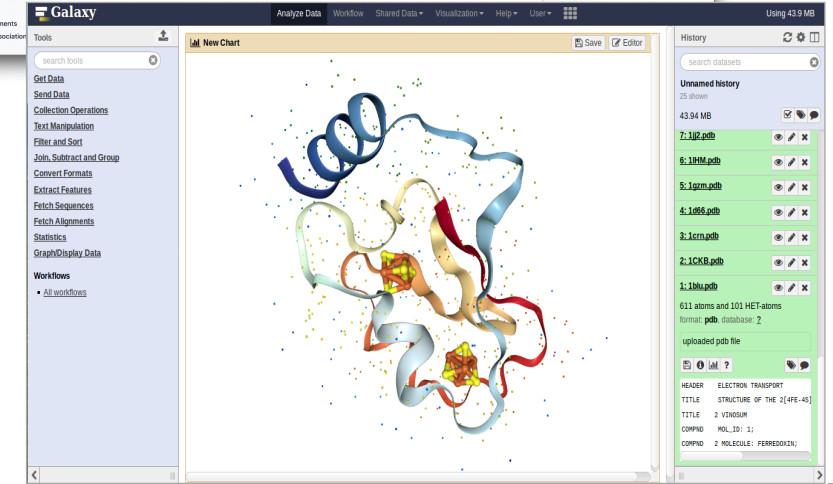 ments
sociation
Galaxy
Analyze Data Workflow Shared Data Visualization Help User
Using 43.9 MB
Tools
search tools
Get Data
Send Data
Collection Operations
Text Manipulation
Filter and Sort
Join, Subtract and Group
Convert Formats
Extract Features
Fetch Sequences
Fetch Alignments
Statistics
Graph/Display Data
Workflows
All workflows
New Chart
Save Editor
History
search datasets
Unnamed history
25 shown
43.94 MB
7: 1jj2.pdb
6: 1IHM.pdb
5: 1gzm.pdb
4: 1d66.pdb
3: 1crn.pdb
2: 1CKB.pdb
1: 1blu.pdb
611 atoms and 101 HET-atoms
format: pdb, database: ?
uploaded pdb file
?
HEADER ELECTRON TRANSPORT
TITLE STRUCTURE OF THE 2[4FE-4S]
TITLE 2 VINOSUM
COMPND MOL_ID: 1;
COMPND 2 MOLECULE: FERREDOXIN;